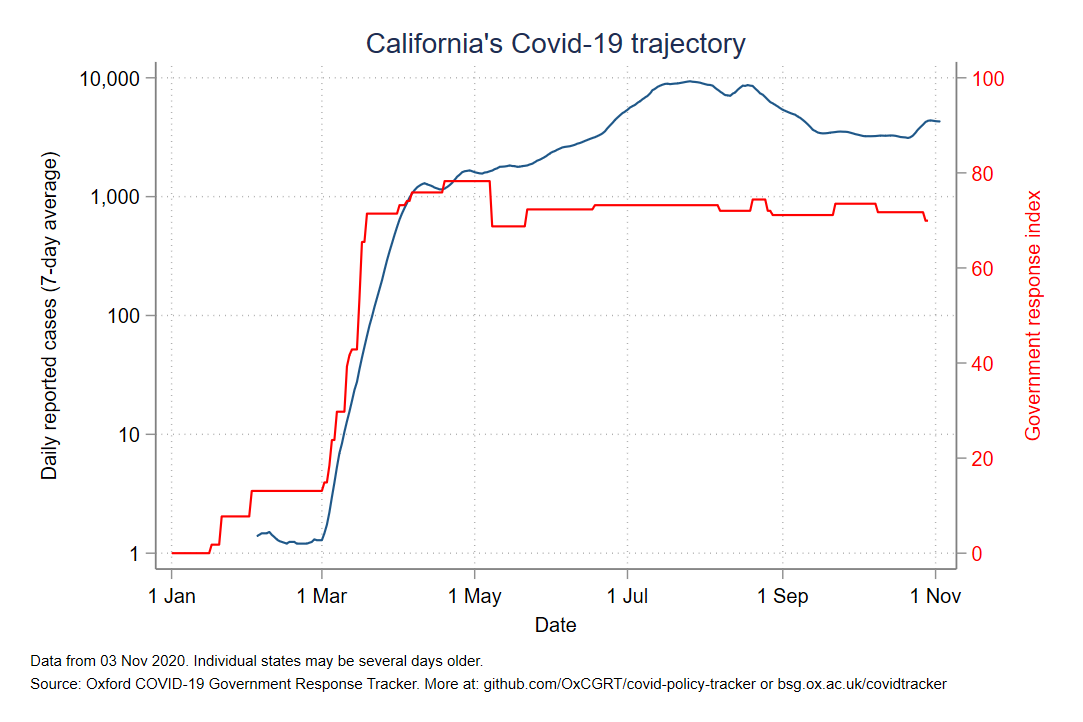 California's Covid-19 trajectory
Daily reported cases (7-day average)
10,000
1,000
100
10
1
100
80
60
40
20
0
Government response index
1 Jan
1 Mar
1 May
1 Jul
1 Sep
1 Nov
Date
Data from 03 Nov 2020. Individual states may be several days older.
Source: Oxford COVID-19 Government Response Tracker. More at: github.com/OxCGRT/covid-policy-tracker or bsg.ox.ac.uk/covidtracker